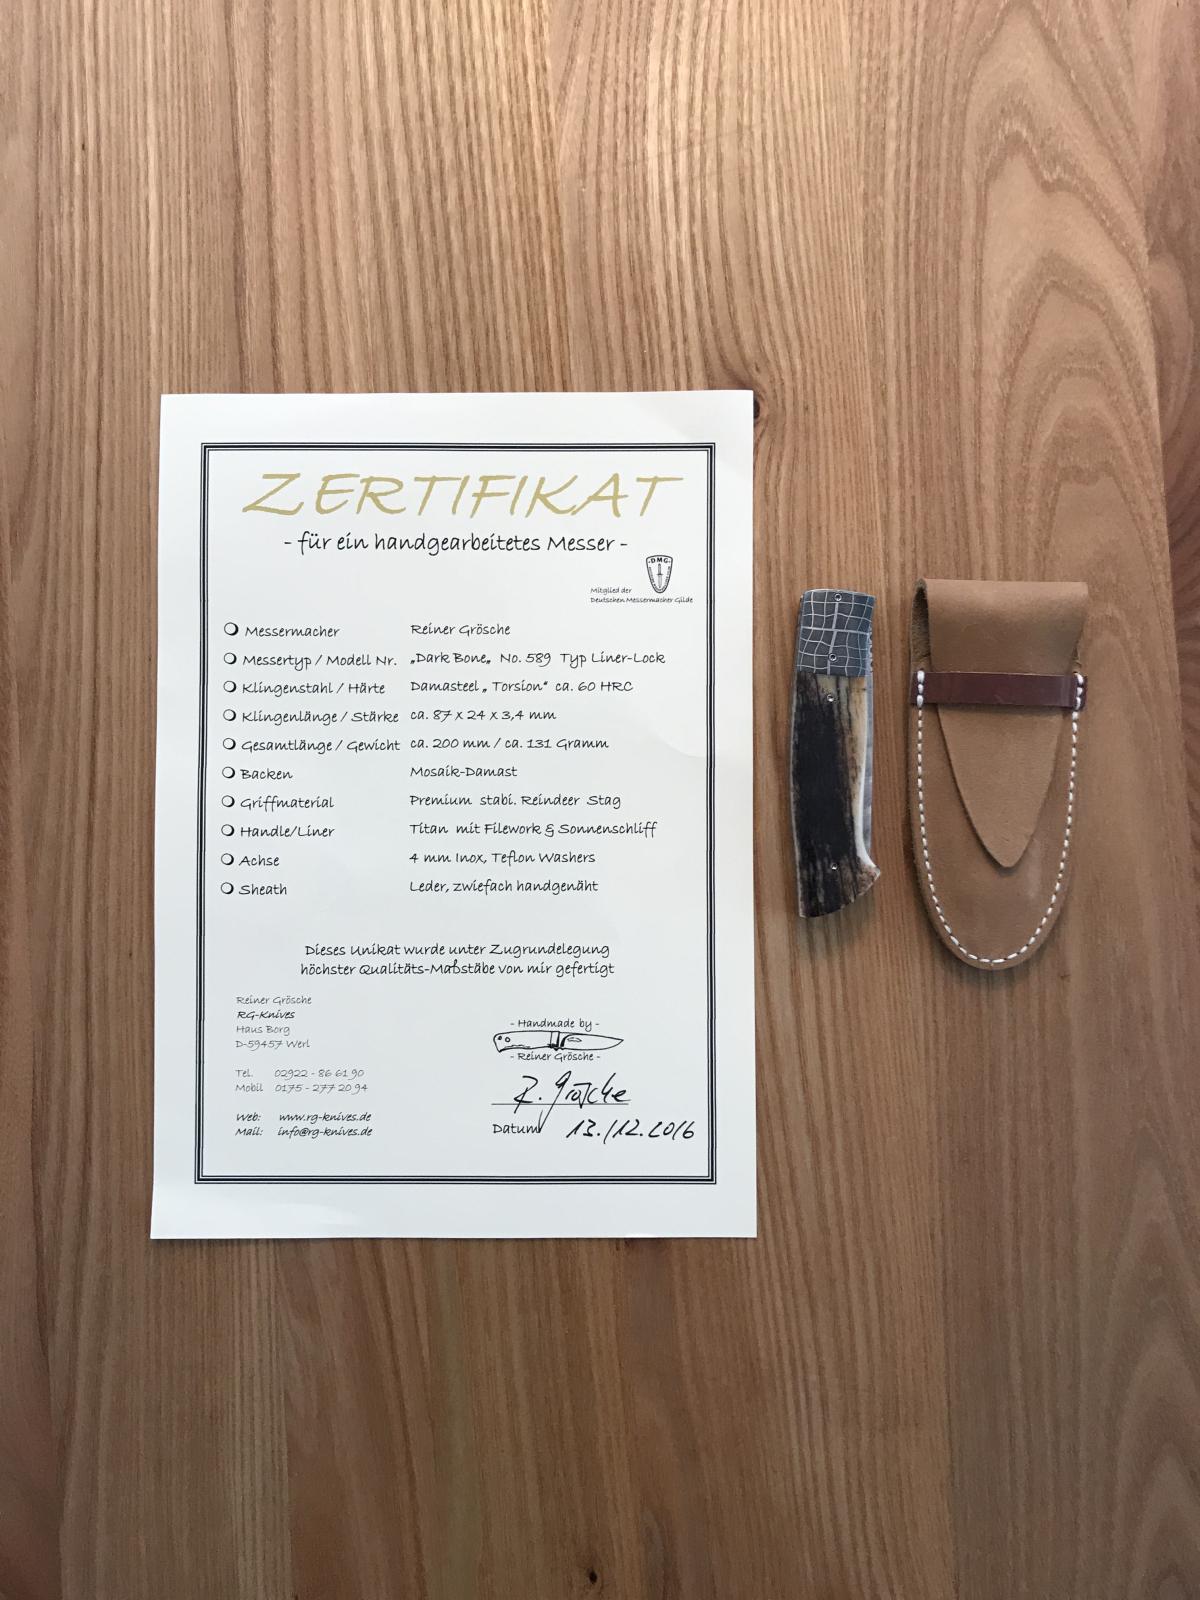 ZERTIFIKAT
- für ein handgearbeitetes Messer -
DMG
Mitglied der
Deutschen Messermacher Gilde
Messermacher Reiner Grösche
Messertyp / Modell Nr. „Dark Bone„ No. 589 Typ Liner-Lock
Klingenstahl / Härte Damasteel „ Torsion“ ca. 60 HRC
Klingenlänge / Stärke ca. 87 x 24 x 3,4 mm
Gesamtlänge / Gewicht ca. 200 mm / ca. 131 Gramm
Backen Mosaik-Damast
Griffmaterial Premium stabi. Reindeer Stag
Handle/Liner Titan mit Filework & Sonnenschliff
Achse 4 mm Inox, Teflon Washers
Sheath Leder, zwiefach handgenäht
Dieses Unikat wurde unter Zugrundelegung
höchster Qualitäts-Maßstäbe von mir gefertigt
Reiner Grösche
RG-Knives
Haus Borg
D-59457 Werl
Tel. 02922 - 86 61 90
Mobil 0175 - 277 20 94
Web: www.rg-knives.de
Mail: info@rg-knives.de
- Handmade by -
- Reiner Grösche -
R. Grösche
Datum 13./12.2016